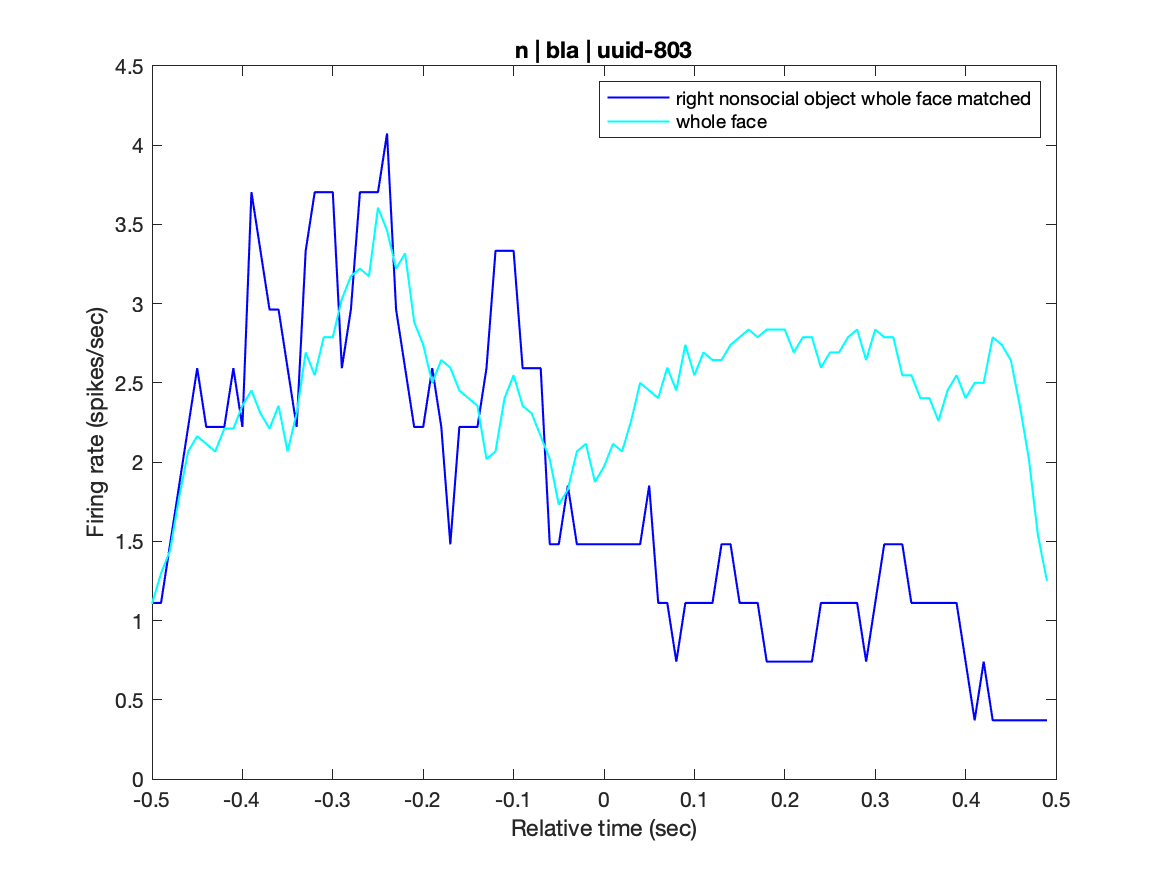 n | bla | uuid-803
right nonsocial object whole face matched
whole face
Firing rate (spikes/sec)
4.5
4
3.5
3
2.5
2
1.5
1
0.5
0
-0.5 -0.4 -0.3 -0.2 -0.1 0 0.1 0.2 0.3 0.4 0.5
Relative time (sec)